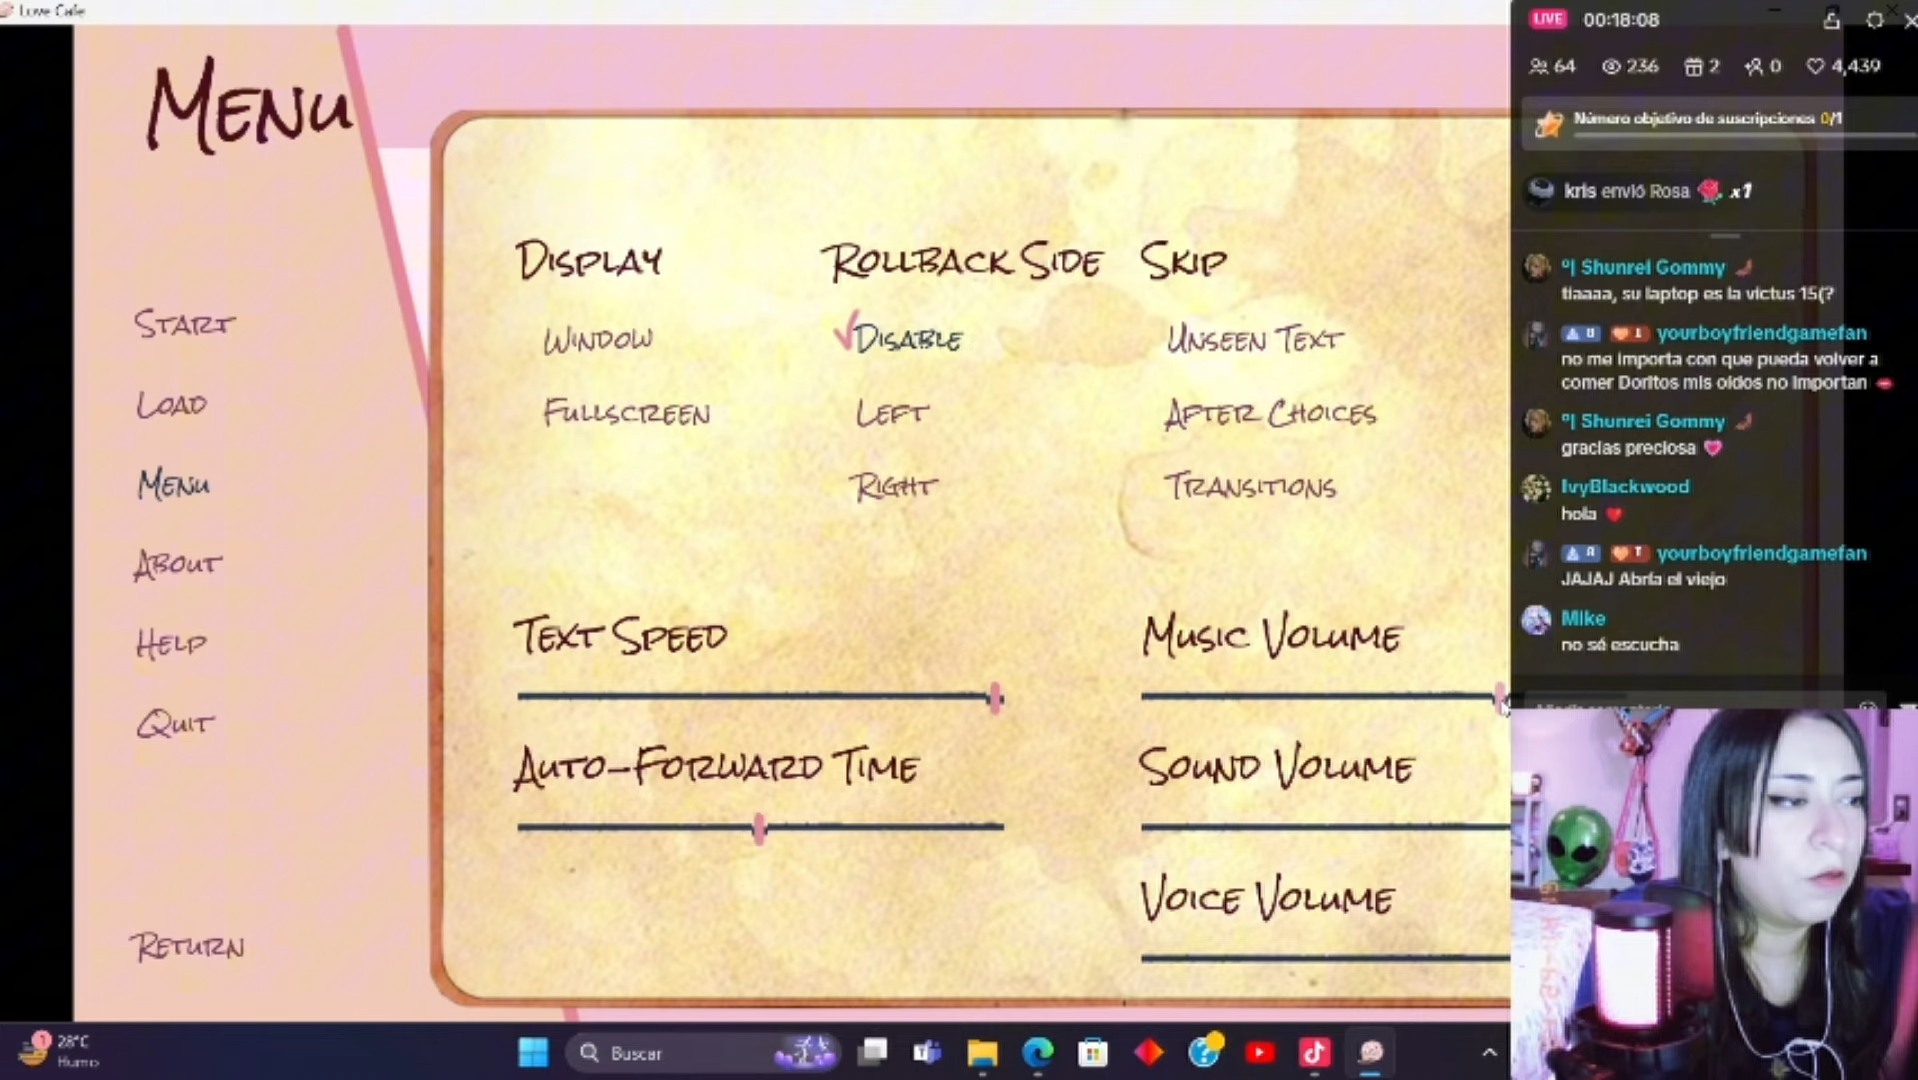 Love Cafe
Menu
Start
Load
Menu
About
Help
Quit
Return
Display
Window
Fullscreen
Rollback Side
Disable
Left
Right
Skip
Unseen Text
After Choices
Transitions
Text Speed
Auto-Forward Time
Music Volume
Sound Volume
Voice Volume
LIVE 00:18:08
64 236 2 0 4,439
Número objetivo de suscripciones 0/1
kris envió Rosa x1
º| Shunrei Gommy
tiaaaa, su laptop es la victus 15(?
yourboyfriendgamefan
no me importa con que pueda volver a
comer Doritos mis oidos no importan
º| Shunrei Gommy
gracias preciosa
IvyBlackwood
hola
yourboyfriendgamefan
JAJAJ Abría el viejo
Mike
no sé escucha
1
28°C
Humo
Buscar